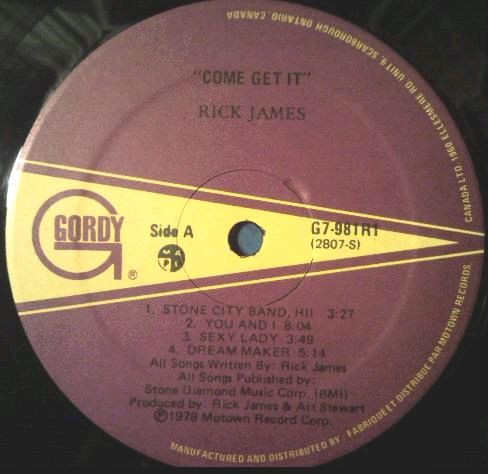 "COME GET IT"
RICK JAMES
GORDY
®
Side A
MAPL
G7-981R1
(2807-S)
1. STONE CITY BAND, HI! 3:27
2. YOU AND I 8:04
3. SEXY LADY 3:49
4. DREAM MAKER 5:14
All Songs Written By: Rick James
All Songs Published by:
Stone Diamond Music Corp. (BMI)
Produced by: Rick James & Art Stewart
℗1978 Motown Record Corp.
MANUFACTURED AND DISTRIBUTED BY / FABRIQUE ET DISTRIBUE PAR MOTOWN RECORDS, CANADA LTD. 1960 ELLESMERE RD. UNIT 9, SCARBOROUGH ONTARIO, CANADA